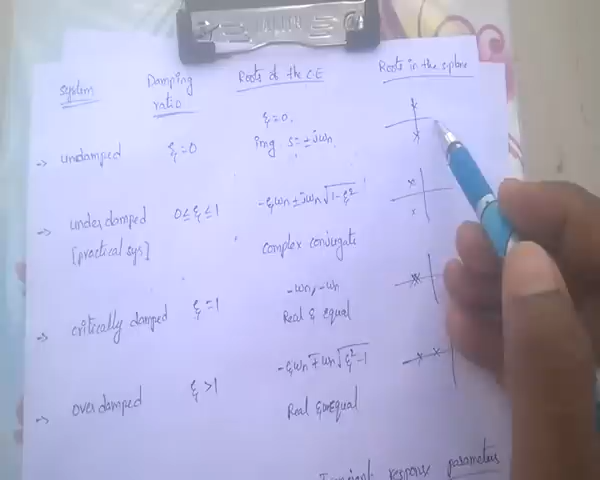 System Damping ratio Roots of the CE Roots in the s plane
→ undamped ξ=0 ξ=0. Img s=±jωn
→ underdamped [practical sys] 0≤ξ≤1 -ξωn±jωn√1-ξ² complex conjugate
→ critically damped ξ=1 -ωn,-ωn Real & equal
→ overdamped ξ>1 -ξωn∓ωn√ξ²-1 Real & unequal
Transient response parameters